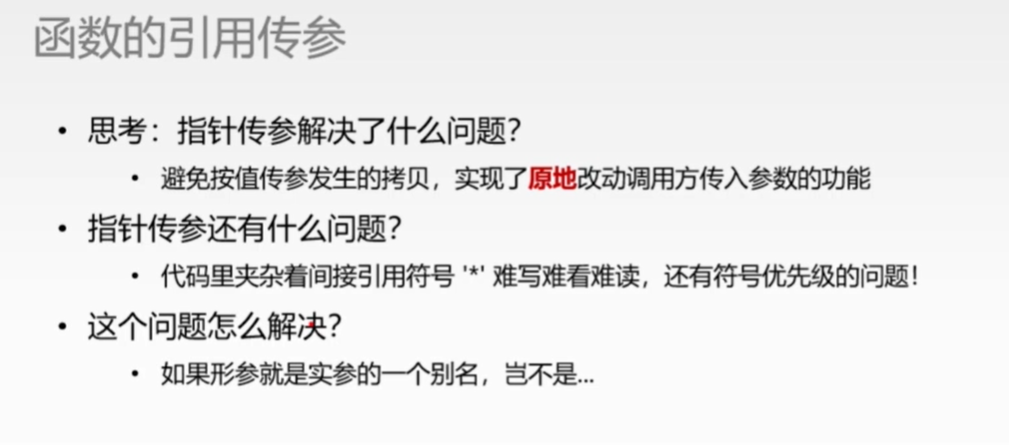 函数的引用传参
• 思考：指针传参解决了什么问题？
• 避免按值传参发生的拷贝，实现了原地改动调用方传入参数的功能
• 指针传参还有什么问题？
• 代码里夹杂着间接引用符号 '*' 难写难看难读，还有符号优先级的问题！
• 这个问题怎么解决？
• 如果形参就是实参的一个别名，岂不是...